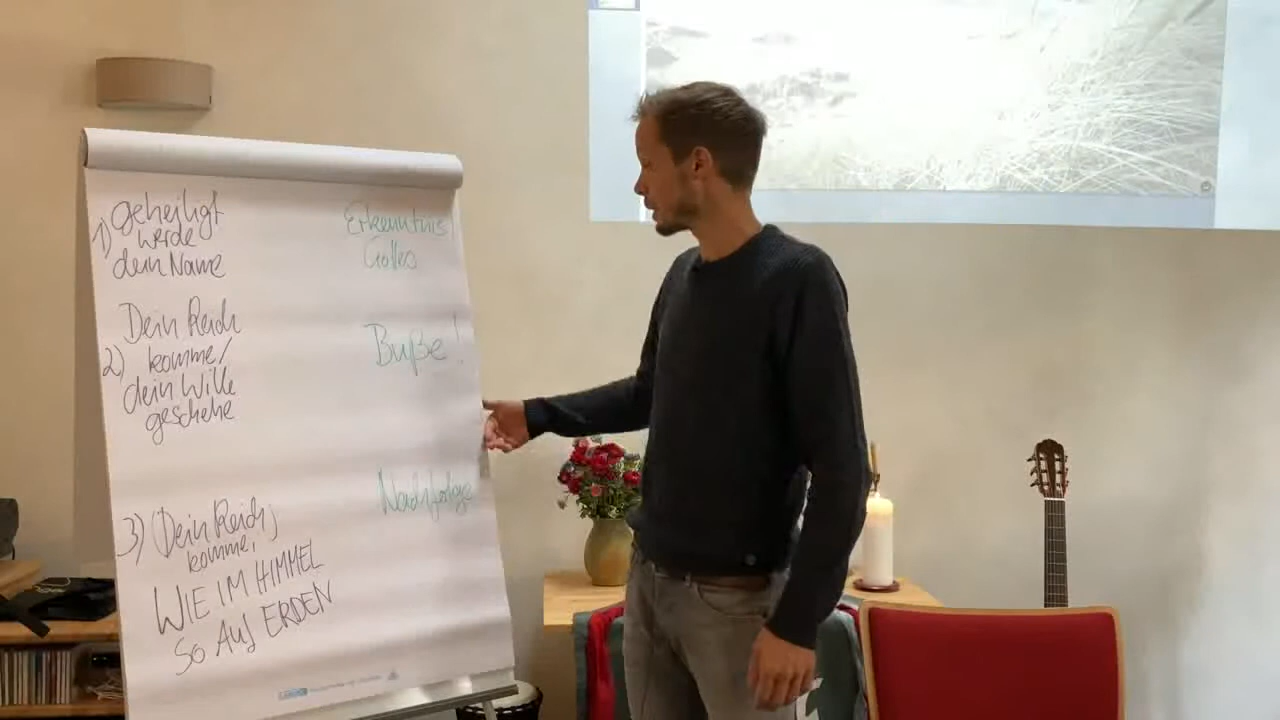 1) geheiligt
werde
dein Name
Erkenntnis
Gottes
2) Dein Reich
komme/
dein Wille
geschehe
Buße!
3) (Dein Reich)
komme,
WIE IM HIMMEL
SO AUF ERDEN
Nachfolge